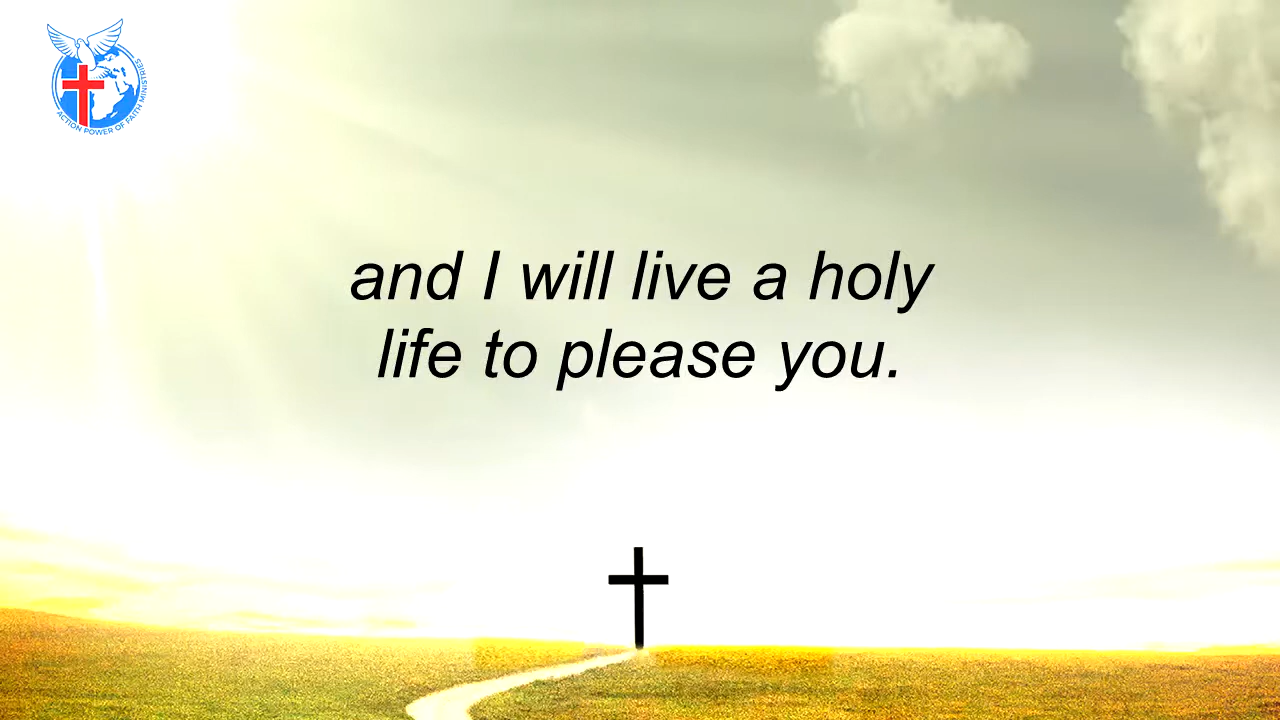 ACTION POWER OF FAITH MINISTRIES
and I will live a holy
life to please you.